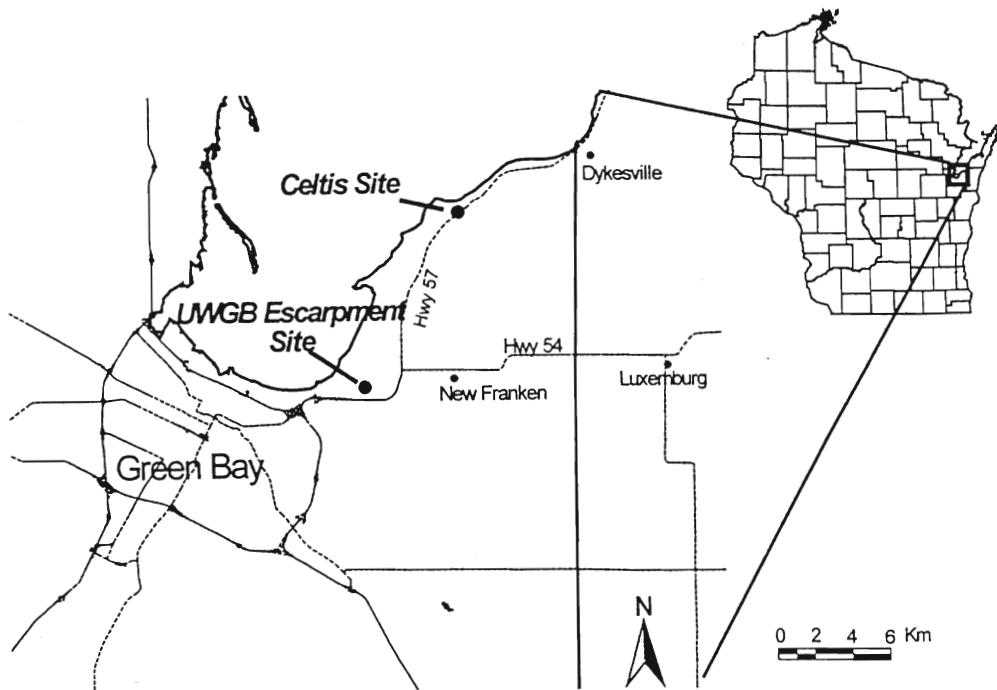 Dykesville
Celtis Site
Hwy 57
UWGB Escarpment
Site
Hwy 54
New Franken
Luxemburg
Green Bay
N
0 2 4 6 Km